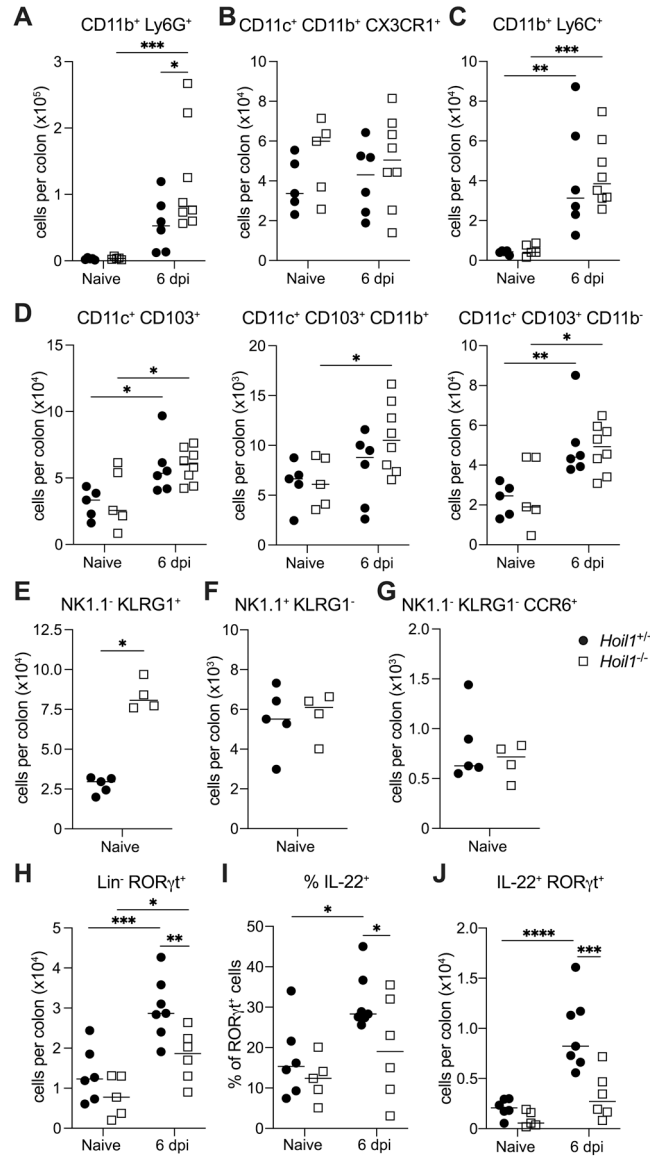 A
CD11b⁺ Ly6G⁺
cells per colon (x10⁵)
3
2
1
0
***
*
Naive
6 dpi
B
CD11c⁺ CD11b⁺ CX3CR1⁺
cells per colon (x10⁴)
10
8
6
4
2
0
Naive
6 dpi
C
CD11b⁺ Ly6C⁺
cells per colon (x10⁴)
10
8
6
4
2
0
***
**
Naive
6 dpi
D
CD11c⁺ CD103⁺
cells per colon (x10⁴)
15
10
5
0
*
*
Naive
6 dpi
CD11c⁺ CD103⁺ CD11b⁺
cells per colon (x10³)
20
15
10
5
0
*
Naive
6 dpi
CD11c⁺ CD103⁺ CD11b⁻
cells per colon (x10⁴)
10
8
6
4
2
0
*
**
Naive
6 dpi
E
NK1.1⁻ KLRG1⁺
cells per colon (x10⁴)
12.5
10.0
7.5
5.0
2.5
0
*
Naive
F
NK1.1⁺ KLRG1⁻
cells per colon (x10³)
10
8
6
4
2
0
Naive
G
NK1.1⁻ KLRG1⁻ CCR6⁺
cells per colon (x10³)
2.0
1.5
1.0
0.5
0
Naive
Hoil1⁺/⁻
Hoil1⁻/⁻
H
Lin⁻ RORγt⁺
cells per colon (x10⁴)
5
4
3
2
1
0
*
***
**
Naive
6 dpi
I
% IL-22⁺
% of RORγt⁺ cells
50
40
30
20
10
0
*
*
Naive
6 dpi
J
IL-22⁺ RORγt⁺
cells per colon (x10⁴)
2.0
1.5
1.0
0.5
0
****
***
Naive
6 dpi